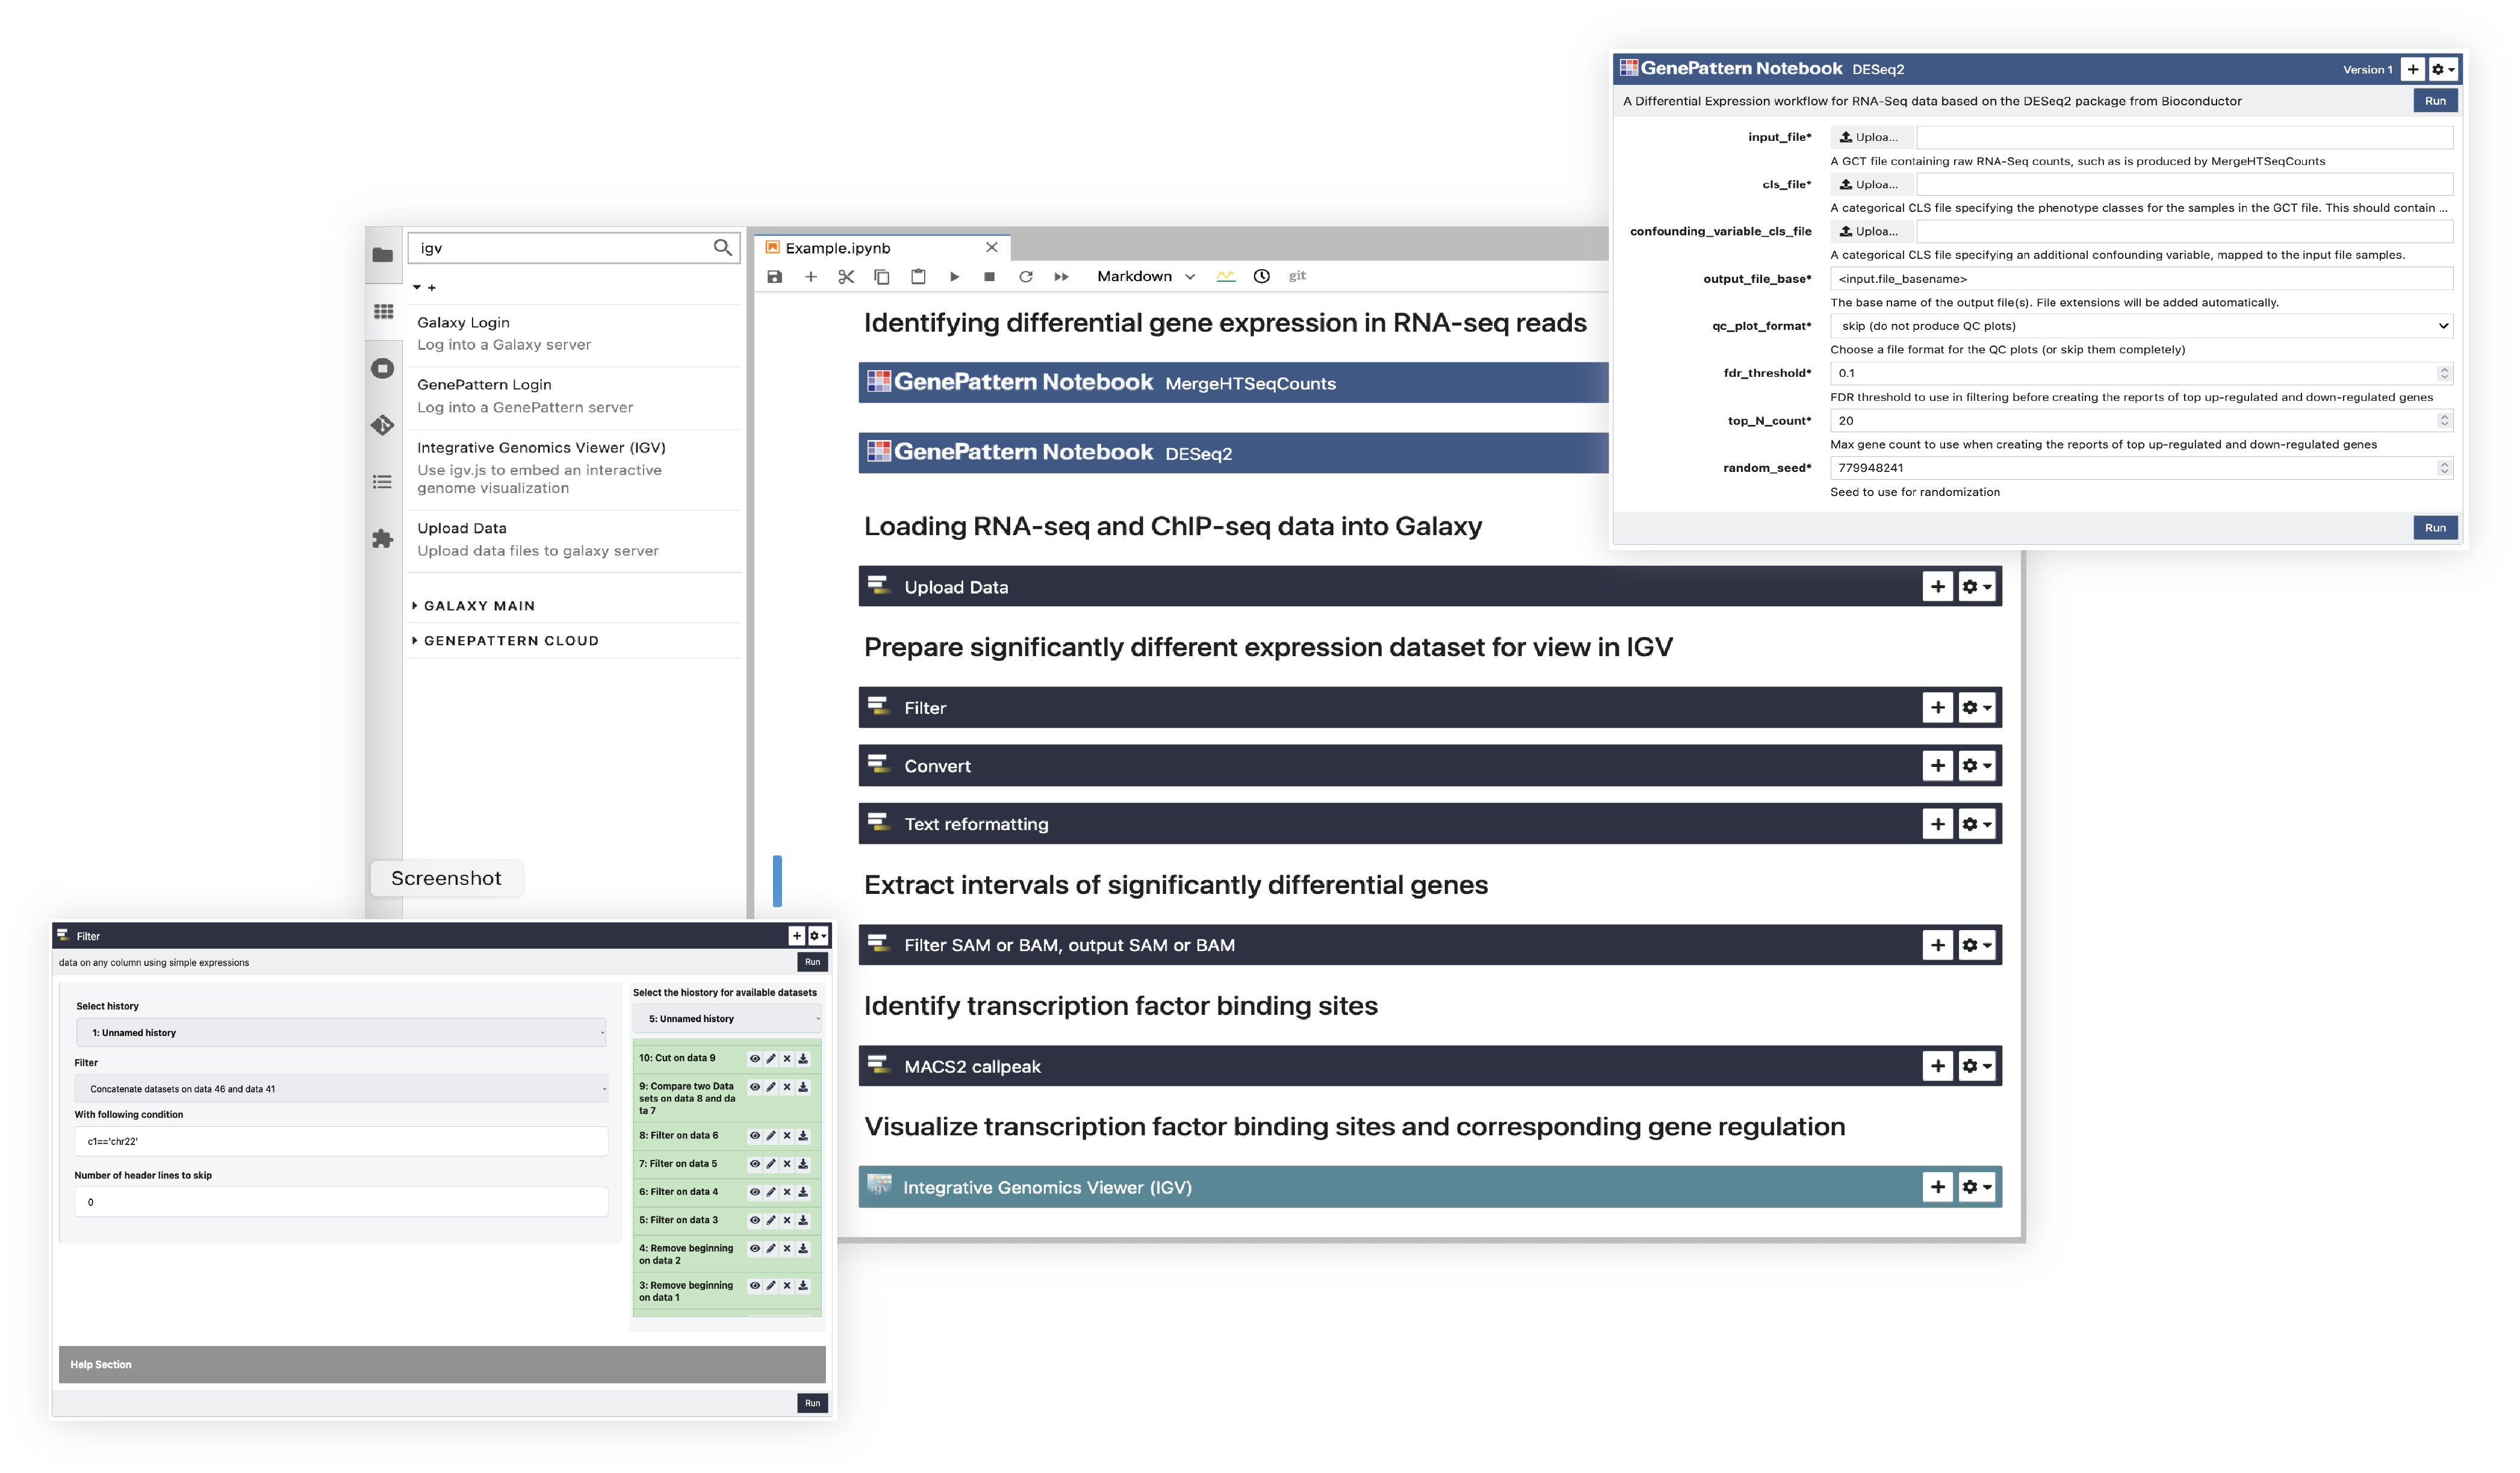 GenePattern Notebook DESeq2 Version 1
A Differential Expression workflow for RNA-Seq data based on the DESeq2 package from Bioconductor Run
input_file* Uploa...
A GCT file containing raw RNA-Seq counts, such as is produced by MergeHTSeqCounts
cls_file* Uploa...
A categorical CLS file specifying the phenotype classes for the samples in the GCT file. This should contain ...
confounding_variable_cls_file Uploa...
A categorical CLS file specifying an additional confounding variable, mapped to the input file samples.
output_file_base* <input.file_basename>
The base name of the output file(s). File extensions will be added automatically.
qc_plot_format* skip (do not produce QC plots)
Choose a file format for the QC plots (or skip them completely)
fdr_threshold* 0.1
FDR threshold to use in filtering before creating the reports of top up-regulated and down-regulated genes
top_N_count* 20
Max gene count to use when creating the reports of top up-regulated and down-regulated genes
random_seed* 779948241
Seed to use for randomization
Run
igv
+
Galaxy Login
Log into a Galaxy server
GenePattern Login
Log into a GenePattern server
Integrative Genomics Viewer (IGV)
Use igv.js to embed an interactive
genome visualization
Upload Data
Upload data files to galaxy server
GALAXY MAIN
GENEPATTERN CLOUD
Screenshot
Example.ipynb
Markdown git
Identifying differential gene expression in RNA-seq reads
GenePattern Notebook MergeHTSeqCounts
GenePattern Notebook DESeq2
Loading RNA-seq and ChIP-seq data into Galaxy
Upload Data
Prepare significantly different expression dataset for view in IGV
Filter
Convert
Text reformatting
Extract intervals of significantly differential genes
Filter SAM or BAM, output SAM or BAM
Identify transcription factor binding sites
MACS2 callpeak
Visualize transcription factor binding sites and corresponding gene regulation
igv Integrative Genomics Viewer (IGV)
Filter
data on any column using simple expressions Run
Select history
1: Unnamed history
Filter
Concatenate datasets on data 46 and data 41
With following condition
c1=='chr22'
Number of header lines to skip
0
Select the hiostory for available datasets
5: Unnamed history
10: Cut on data 9
9: Compare two Data
sets on data 8 and da
ta 7
8: Filter on data 6
7: Filter on data 5
6: Filter on data 4
5: Filter on data 3
4: Remove beginning
on data 2
3: Remove beginning
on data 1
Help Section
Run